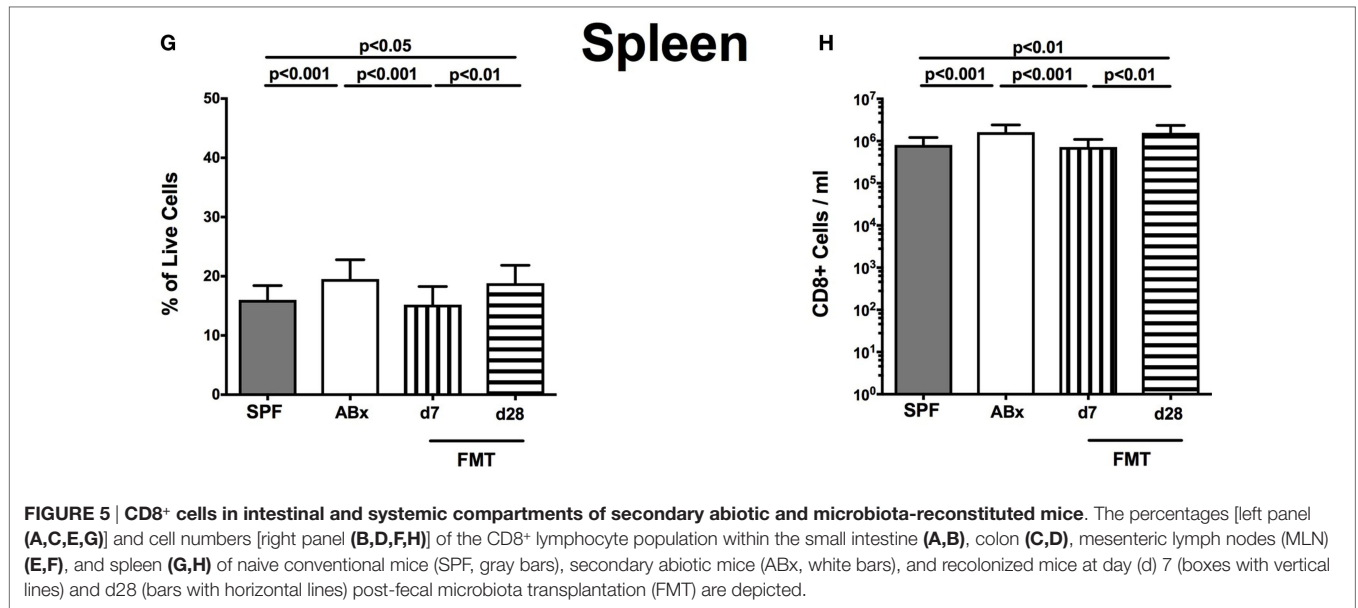 G
Spleen
H
p<0.05
p<0.001 p<0.001 p<0.01
% of Live Cells
50
40
30
20
10
0
SPF ABx d7 d28
FMT
p<0.01
p<0.001 p<0.001 p<0.01
CD8+ Cells / ml
10⁷
10⁶
10⁵
10⁴
10³
10²
10¹
10⁰
SPF ABx d7 d28
FMT
FIGURE 5 | CD8⁺ cells in intestinal and systemic compartments of secondary abiotic and microbiota-reconstituted mice. The percentages [left panel
(A,C,E,G)] and cell numbers [right panel (B,D,F,H)] of the CD8⁺ lymphocyte population within the small intestine (A,B), colon (C,D), mesenteric lymph nodes (MLN)
(E,F), and spleen (G,H) of naive conventional mice (SPF, gray bars), secondary abiotic mice (ABx, white bars), and recolonized mice at day (d) 7 (boxes with vertical
lines) and d28 (bars with horizontal lines) post-fecal microbiota transplantation (FMT) are depicted.